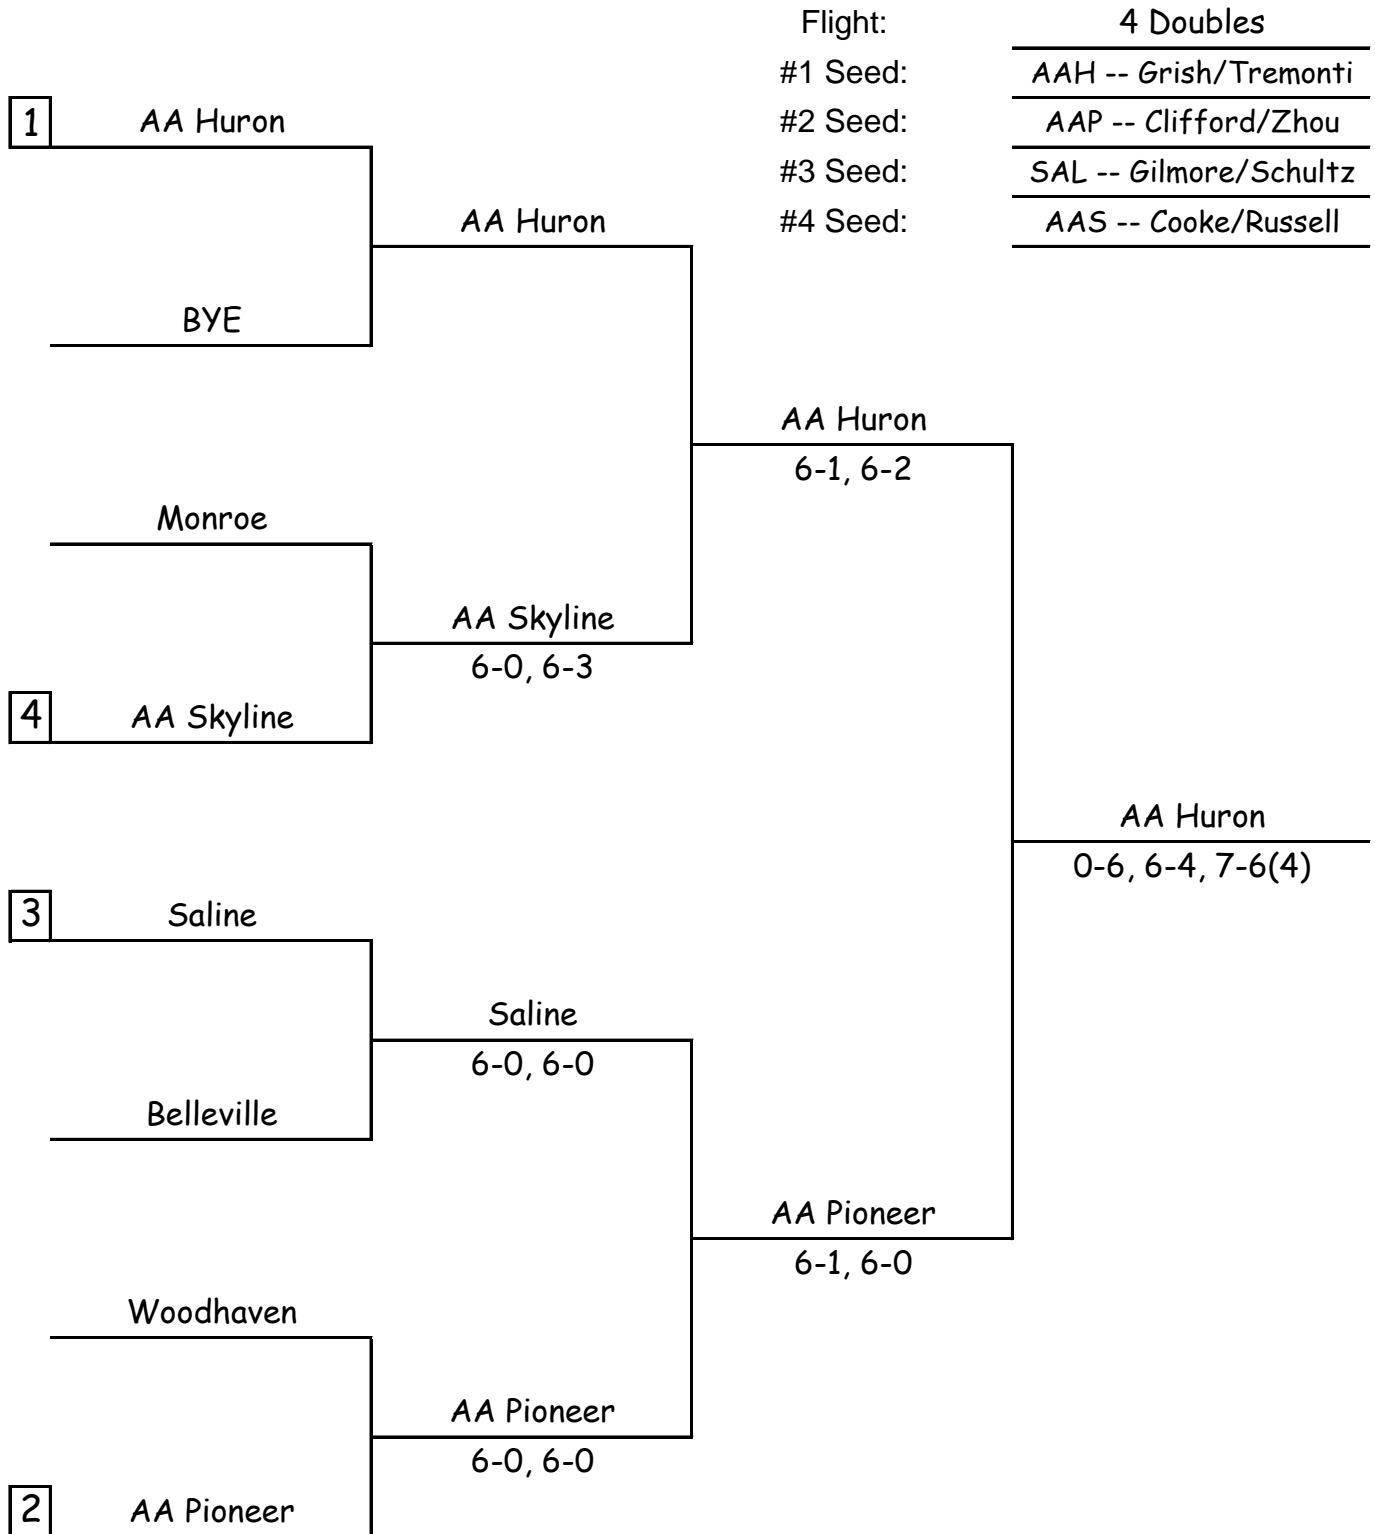 Flight: 4 Doubles
#1 Seed: AAH -- Grish/Tremonti
1 AA Huron
#2 Seed: AAP -- Clifford/Zhou
#3 Seed: SAL -- Gilmore/Schultz
AA Huron
#4 Seed: AAS -- Cooke/Russell
BYE
AA Huron
6-1, 6-2
Monroe
AA Skyline
6-0, 6-3
4 AA Skyline
AA Huron
0-6, 6-4, 7-6(4)
3 Saline
Saline
6-0, 6-0
Belleville
AA Pioneer
6-1, 6-0
Woodhaven
AA Pioneer
6-0, 6-0
2 AA Pioneer